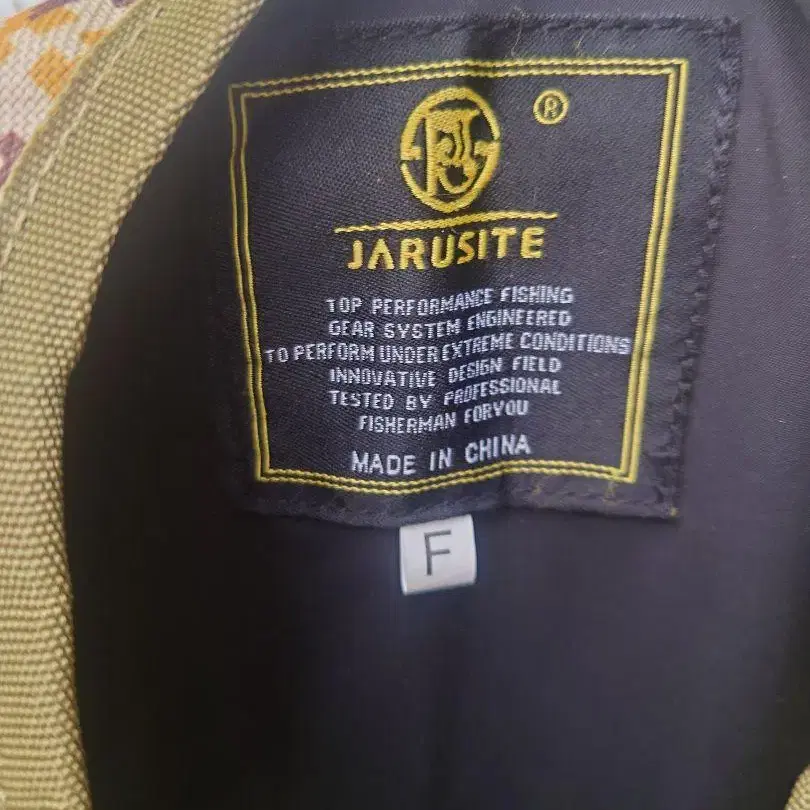 ®
JARUSITE
TOP PERFORMANCE FISHING
GEAR SYSTEM ENGINEERED
TO PERFORM UNDER EXTREME CONDITIONS
INNOVATIVE DESIGN FIELD
TESTED BY PROFESSIONAL
FISHERMAN FORYOU
MADE IN CHINA
F